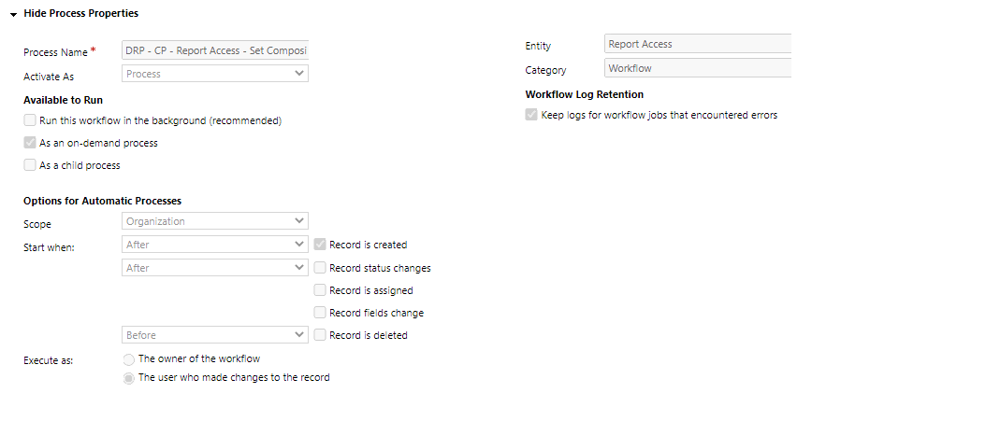 Hide Process Properties
Process Name * DRP - CP - Report Access - Set Composi
Activate As Process
Entity Report Access
Category Workflow
Available to Run
Run this workflow in the background (recommended)
As an on-demand process
As a child process
Workflow Log Retention
Keep logs for workflow jobs that encountered errors
Options for Automatic Processes
Scope Organization
Start when: After Record is created
After Record status changes
Record is assigned
Record fields change
Before Record is deleted
Execute as: The owner of the workflow
The user who made changes to the record